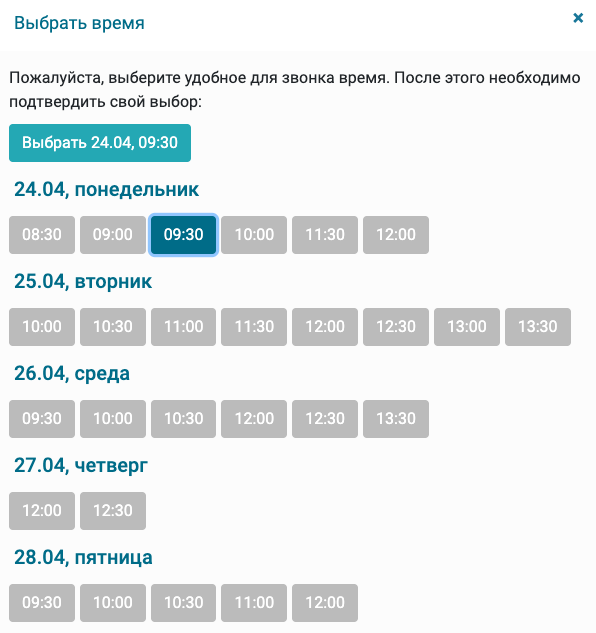 Выбрать время
×
Пожалуйста, выберите удобное для звонка время. После этого необходимо
подтвердить свой выбор:
Выбрать 24.04, 09:30
24.04, понедельник
08:30 09:00 09:30 10:00 11:30 12:00
25.04, вторник
10:00 10:30 11:00 11:30 12:00 12:30 13:00 13:30
26.04, среда
09:30 10:00 10:30 12:00 12:30 13:30
27.04, четверг
12:00 12:30
28.04, пятница
09:30 10:00 10:30 11:00 12:00